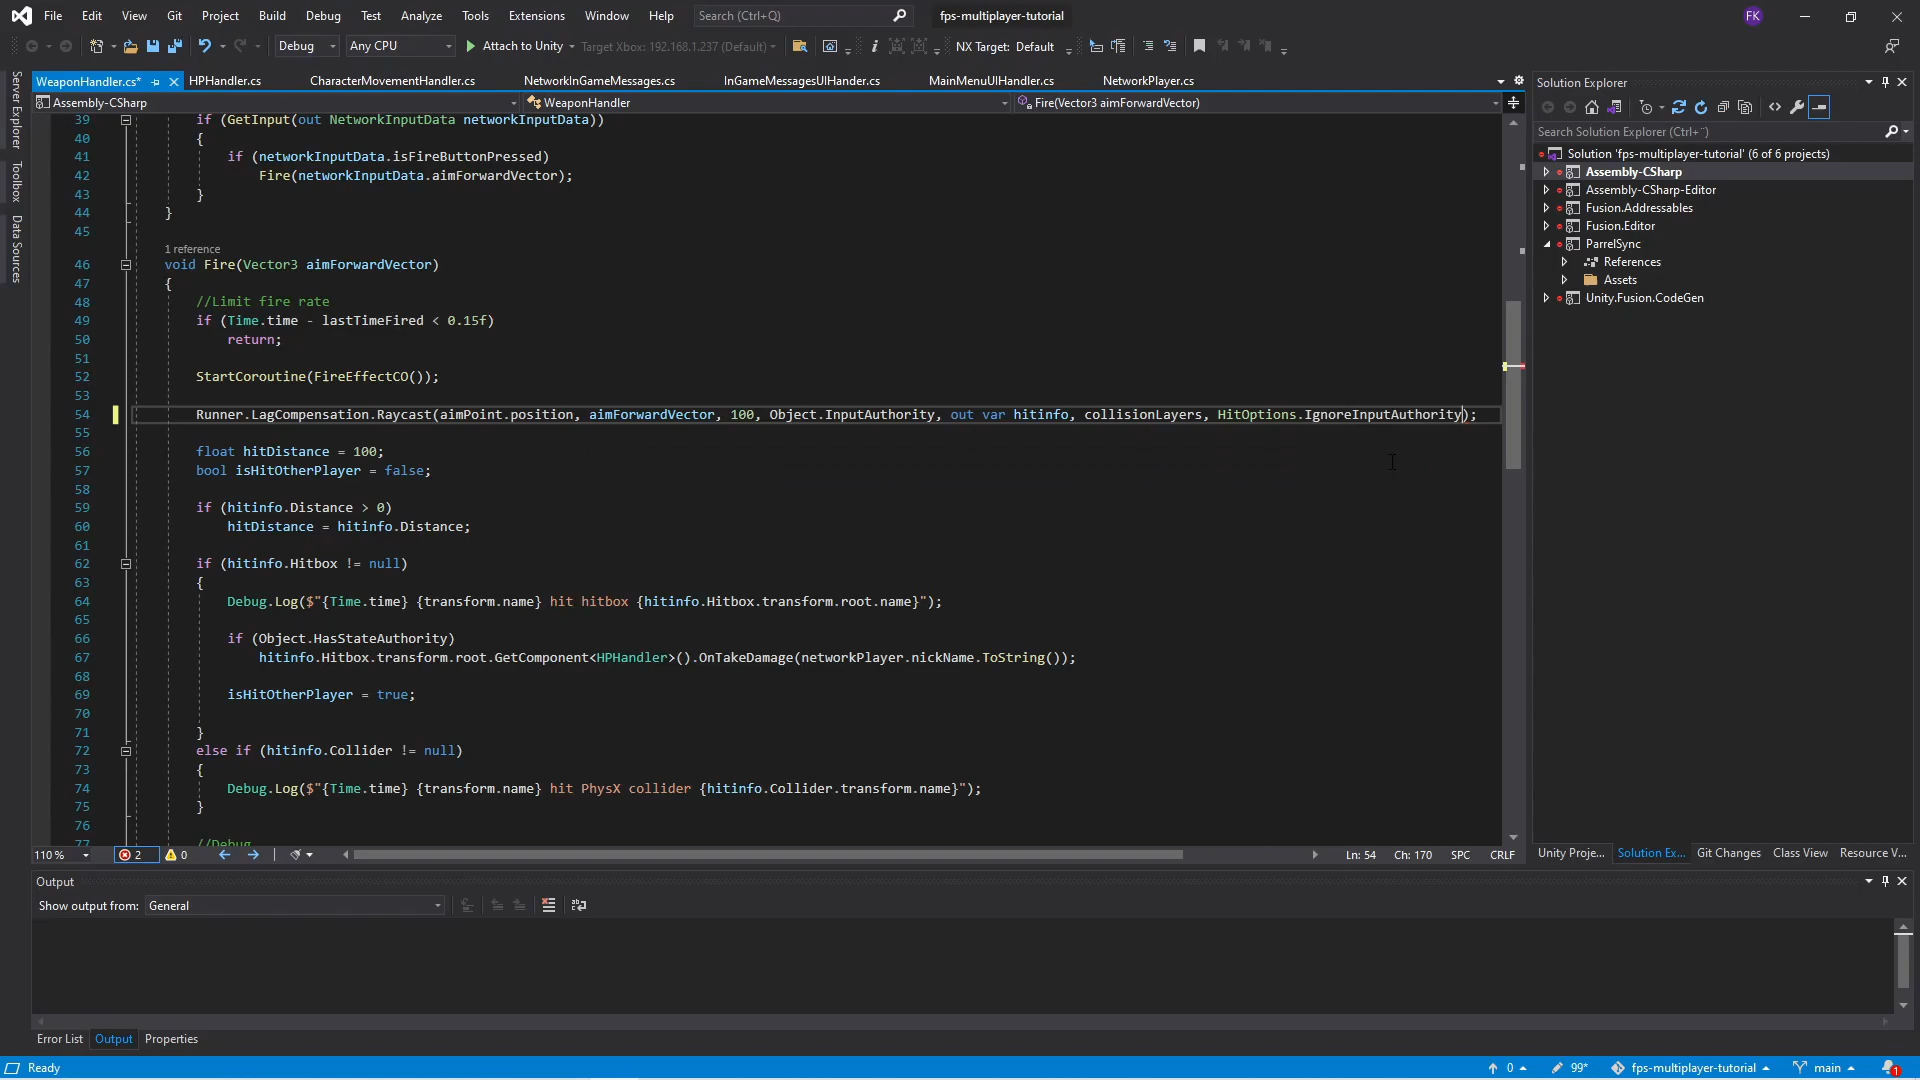 File Edit View Git Project Build Debug Test Analyze Tools Extensions Window Help Search (Ctrl+Q) fps-multiplayer-tutorial FK
Debug Any CPU Attach to Unity Target Xbox: 192.168.1.237 (Default) NX Target: Default
WeaponHandler.cs* HPHandler.cs CharacterMovementHandler.cs NetworkInGameMessages.cs InGameMessagesUIHander.cs MainMenuUIHandler.cs NetworkPlayer.cs
Assembly-CSharp WeaponHandler Fire(Vector3 aimForwardVector)
Server Explorer
Toolbox
Data Sources
39 if (GetInput(out NetworkInputData networkInputData))
40 {
41 if (networkInputData.isFireButtonPressed)
42 Fire(networkInputData.aimForwardVector);
43 }
44 }
45
1 reference
46 void Fire(Vector3 aimForwardVector)
47 {
48 //Limit fire rate
49 if (Time.time - lastTimeFired < 0.15f)
50 return;
51
52 StartCoroutine(FireEffectCO());
53
54 Runner.LagCompensation.Raycast(aimPoint.position, aimForwardVector, 100, Object.InputAuthority, out var hitinfo, collisionLayers, HitOptions.IgnoreInputAuthority);
55
56 float hitDistance = 100;
57 bool isHitOtherPlayer = false;
58
59 if (hitinfo.Distance > 0)
60 hitDistance = hitinfo.Distance;
61
62 if (hitinfo.Hitbox != null)
63 {
64 Debug.Log($"{Time.time} {transform.name} hit hitbox {hitinfo.Hitbox.transform.root.name}");
65
66 if (Object.HasStateAuthority)
67 hitinfo.Hitbox.transform.root.GetComponent<HPHandler>().OnTakeDamage(networkPlayer.nickName.ToString());
68
69 isHitOtherPlayer = true;
70
71 }
72 else if (hitinfo.Collider != null)
73 {
74 Debug.Log($"{Time.time} {transform.name} hit PhysX collider {hitinfo.Collider.transform.name}");
75 }
76
77 //Debug
110 % 2 0 Ln: 54 Ch: 170 SPC CRLF
Solution Explorer
Search Solution Explorer (Ctrl+¨)
Solution 'fps-multiplayer-tutorial' (6 of 6 projects)
Assembly-CSharp
Assembly-CSharp-Editor
Fusion.Addressables
Fusion.Editor
ParrelSync
References
Assets
Unity.Fusion.CodeGen
Unity Proje... Solution Ex... Git Changes Class View Resource V...
Output
Show output from: General
Error List Output Properties
Ready 0 99* fps-multiplayer-tutorial main 1